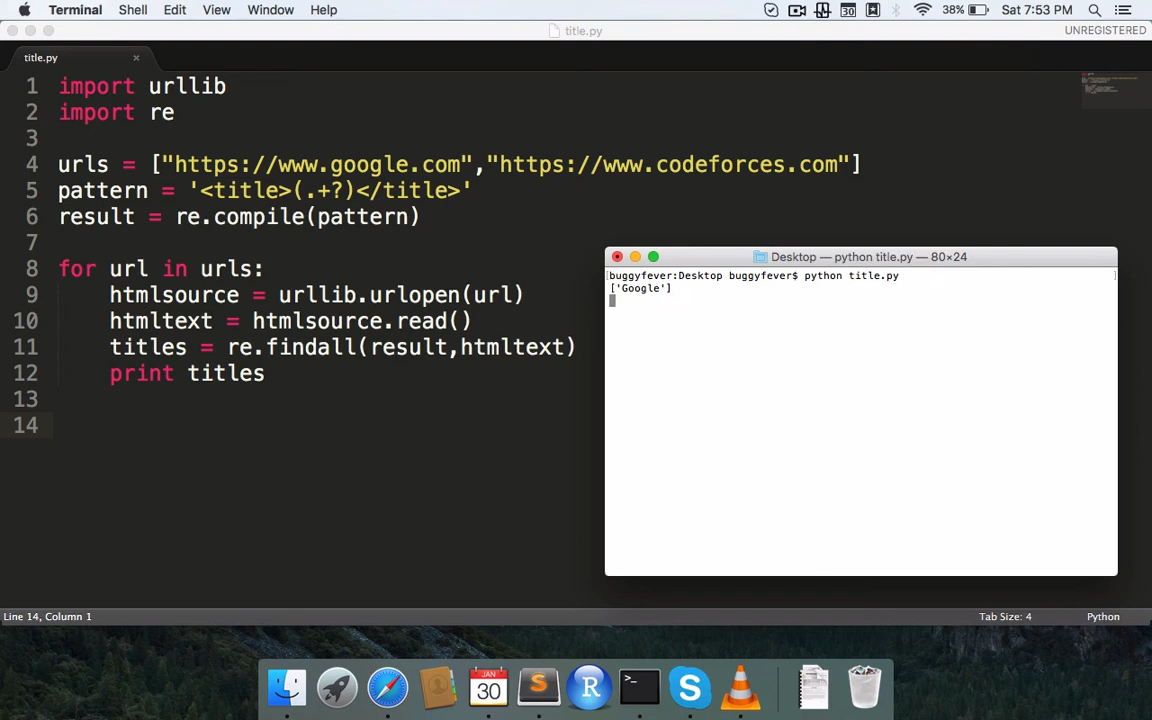 Terminal Shell Edit View Window Help 30 38% Sat 7:53 PM
title.py UNREGISTERED
title.py ×
1 import urllib
2 import re
3
4 urls = ["https://www.google.com","https://www.codeforces.com"]
5 pattern = '<title>(.+?)</title>'
6 result = re.compile(pattern)
7
8 for url in urls:
9 htmlsource = urllib.urlopen(url)
10 htmltext = htmlsource.read()
11 titles = re.findall(result,htmltext)
12 print titles
13
14
Desktop — python title.py — 80×24
[buggyfever:Desktop buggyfever$ python title.py ]
['Google']
Line 14, Column 1 Tab Size: 4 Python
JAN
30
S
R
>_
S